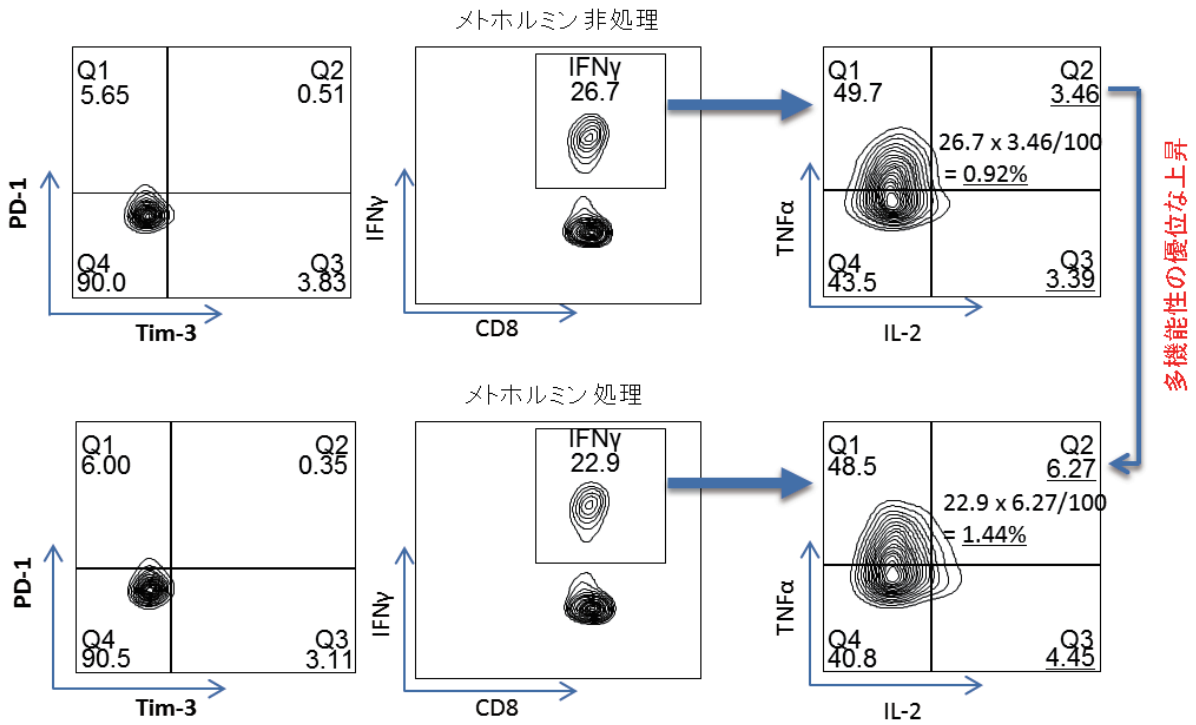 メトホルミン 非処理
Q1
5.65
Q2
0.51
Q4
90.0
Q3
3.83
PD-1
Tim-3
IFNγ
26.7
IFNγ
CD8
Q1
49.7
Q2
3.46
26.7 x 3.46/100
= 0.92%
Q4
43.5
Q3
3.39
TNFα
IL-2
多機能性の優位な上昇
メトホルミン 処理
Q1
6.00
Q2
0.35
Q4
90.5
Q3
3.11
PD-1
Tim-3
IFNγ
22.9
IFNγ
CD8
Q1
48.5
Q2
6.27
22.9 x 6.27/100
= 1.44%
Q4
40.8
Q3
4.45
TNFα
IL-2